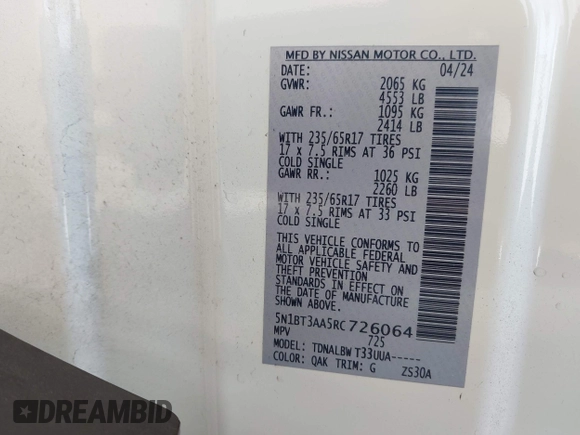 MFD BY NISSAN MOTOR CO., LTD.
DATE: 04/24
GVWR: 2065 KG
4553 LB
GAWR FR.: 1095 KG
2414 LB
WITH 235/65R17 TIRES
17 x 7.5 RIMS AT 36 PSI
COLD SINGLE
GAWR RR.: 1025 KG
2260 LB
WITH 235/65R17 TIRES
17 x 7.5 RIMS AT 33 PSI
COLD SINGLE
THIS VEHICLE CONFORMS TO
ALL APPLICABLE FEDERAL
MOTOR VEHICLE SAFETY AND
THEFT PREVENTION
STANDARDS IN EFFECT ON
THE DATE OF MANUFACTURE
SHOWN ABOVE.
5N1BT3AA5RC726064
MPV 725
MODEL: TDNALBW T33UUA-----
COLOR: QAK TRIM: G ZS30A
DREAMBID